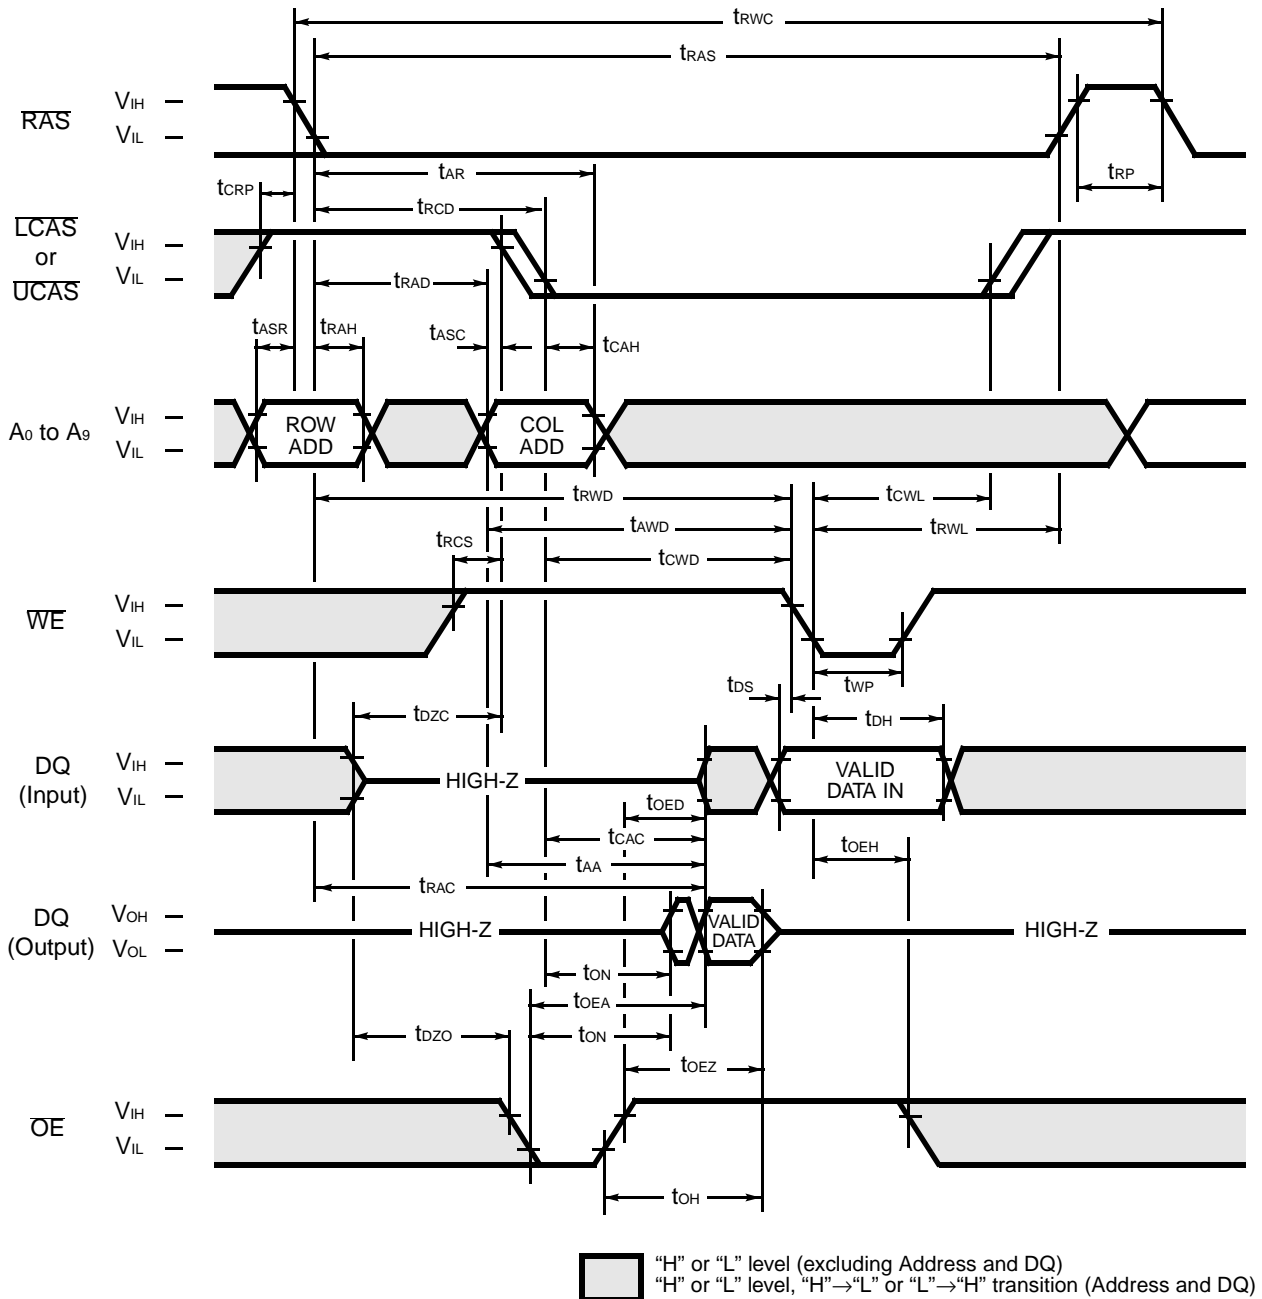 tRWC
tRAS
RAS
VIH
VIL
tAR
tCRP
tRCD
tRP
LCAS
or
UCAS
VIH
VIL
tRAD
tASR
tRAH
tASC
tCAH
A0 to A9
VIH
VIL
ROW
ADD
COL
ADD
tRWD
tCWL
tAWD
tRWL
tRCS
tCWD
WE
VIH
VIL
tDS
tWP
tDZC
tDH
DQ
(Input)
VIH
VIL
HIGH-Z
VALID
DATA IN
tOED
tCAC
tOEH
tAA
tRAC
DQ
(Output)
VOH
VOL
HIGH-Z
VALID
DATA
HIGH-Z
tON
tOEA
tDZO
tON
tOEZ
OE
VIH
VIL
tOH
“H” or “L” level (excluding Address and DQ)
“H” or “L” level, “H”→“L” or “L”→“H” transition (Address and DQ)